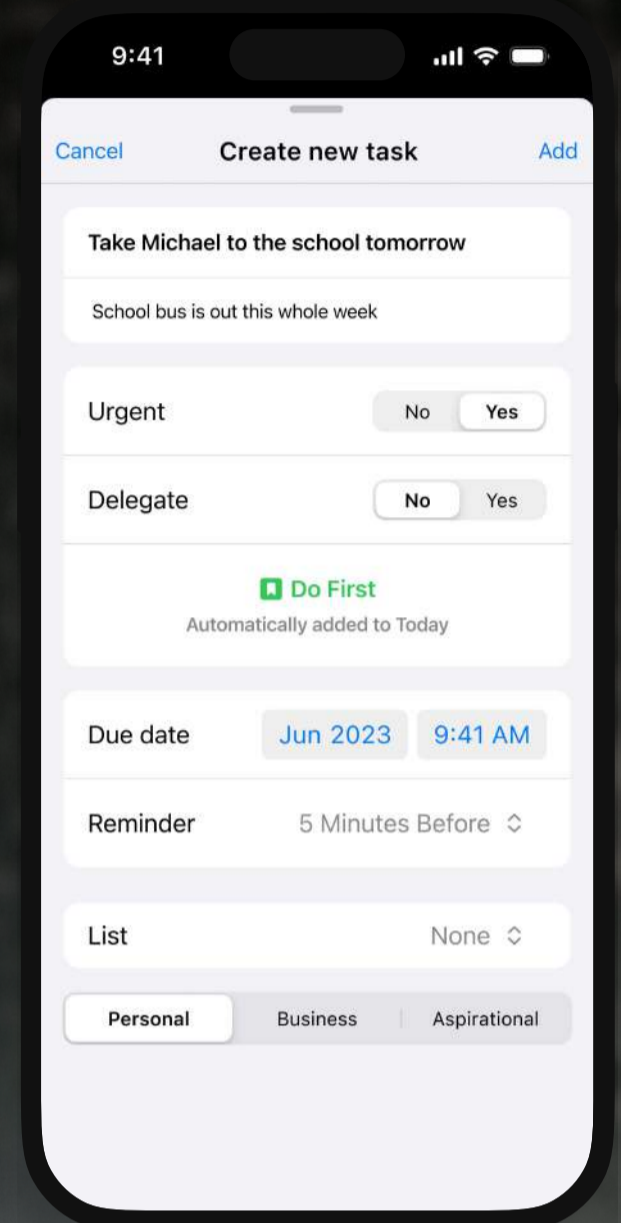 9:41
Cancel Create new task Add
Take Michael to the school tomorrow
School bus is out this whole week
Urgent No Yes
Delegate No Yes
Do First
Automatically added to Today
Due date Jun 2023 9:41 AM
Reminder 5 Minutes Before
List None
Personal Business Aspirational